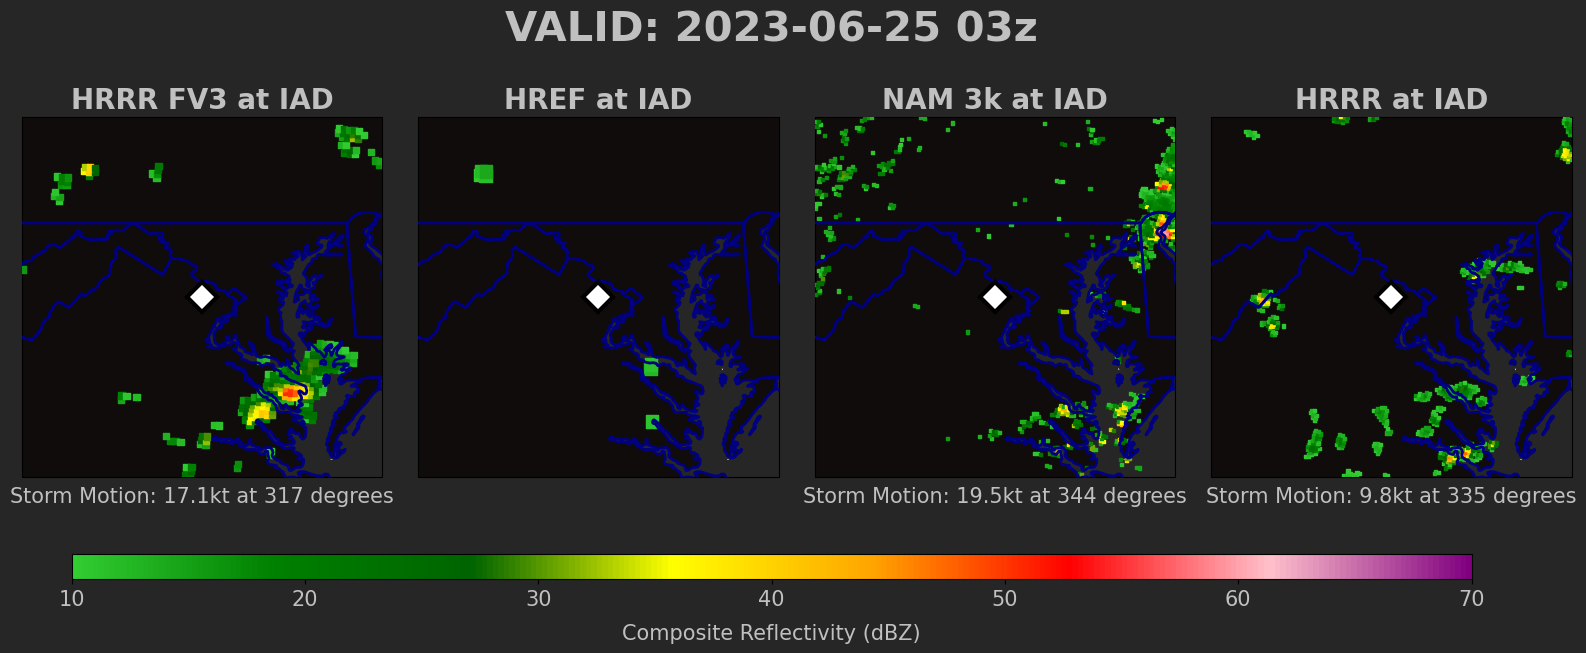 VALID: 2023-06-25 03z
HRRR FV3 at IAD
HREF at IAD
NAM 3k at IAD
HRRR at IAD
Storm Motion: 17.1kt at 317 degrees
Storm Motion: 19.5kt at 344 degrees
Storm Motion: 9.8kt at 335 degrees
10 20 30 40 50 60 70
Composite Reflectivity (dBZ)